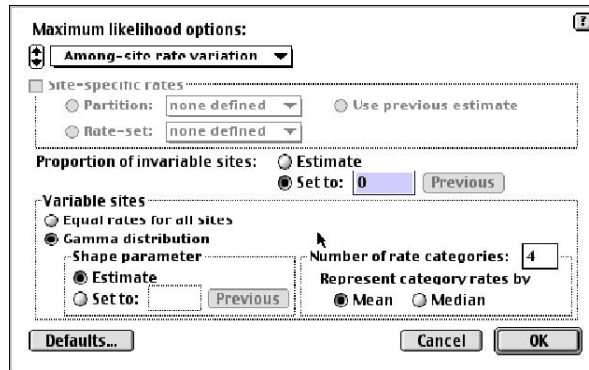 Maximum likelihood options:
?
Among-site rate variation
Site-specific rates
Partition: none defined Use previous estimate
Rate-set: none defined
Proportion of invariable sites: Estimate
Set to: 0 Previous
Variable sites
Equal rates for all sites
Gamma distribution
Shape parameter Number of rate categories: 4
Estimate Represent category rates by
Set to: Previous Mean Median
Defaults... Cancel OK